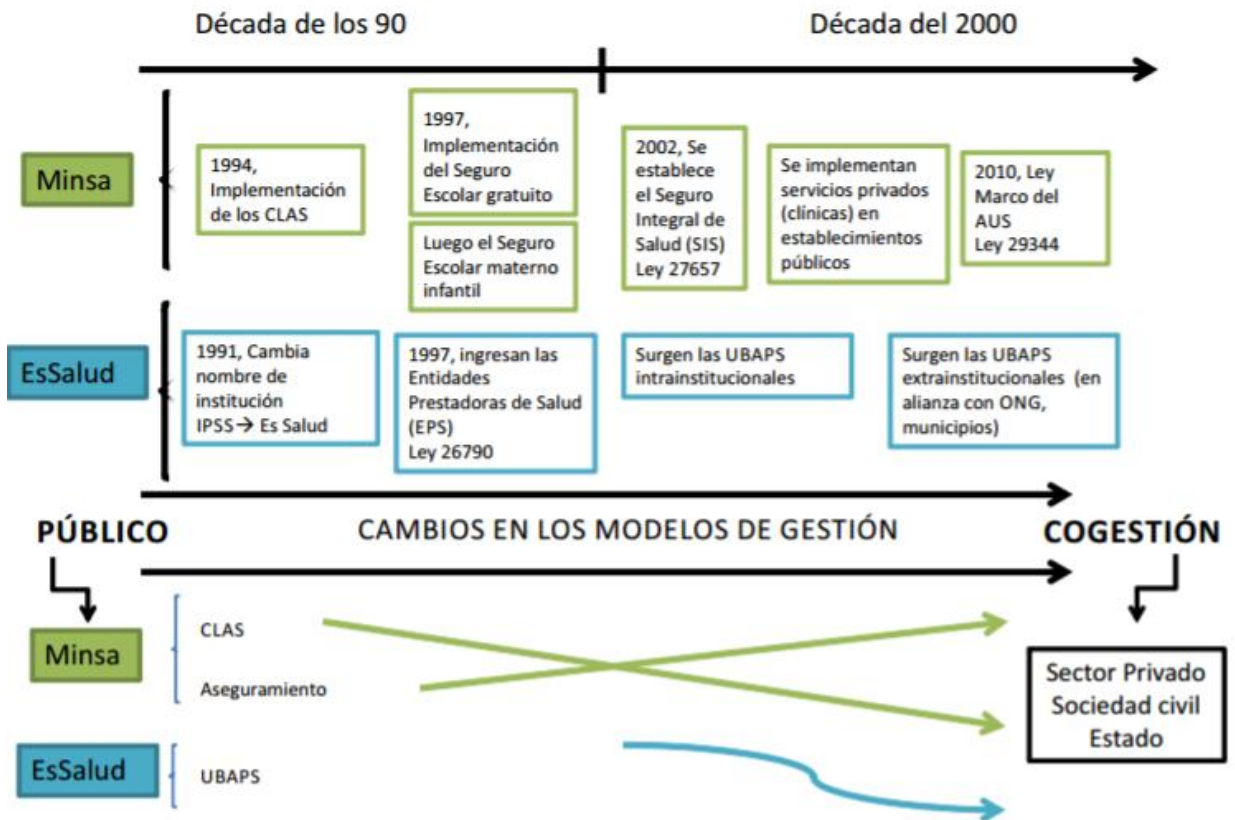 Década de los 90
Década del 2000
Minsa
1994,
Implementación
de los CLAS
1997,
Implementación
del Seguro
Escolar gratuito
Luego el Seguro
Escolar materno
infantil
2002, Se
establece
el Seguro
Integral de
Salud (SIS)
Ley 27657
Se implementan
servicios privados
(clínicas) en
establecimientos
públicos
2010, Ley
Marco del
AUS
Ley 29344
EsSalud
1991, Cambia
nombre de
institución
IPSS→ Es Salud
1997, ingresan las
Entidades
Prestadoras de Salud
(EPS)
Ley 26790
Surgen las UBAPS
intrainstitucionales
Surgen las UBAPS
extrainstitucionales (en
alianza con ONG,
municipios)
PÚBLICO
CAMBIOS EN LOS MODELOS DE GESTIÓN
COGESTIÓN
Minsa
CLAS
Aseguramiento
EsSalud
UBAPS
Sector Privado
Sociedad civil
Estado